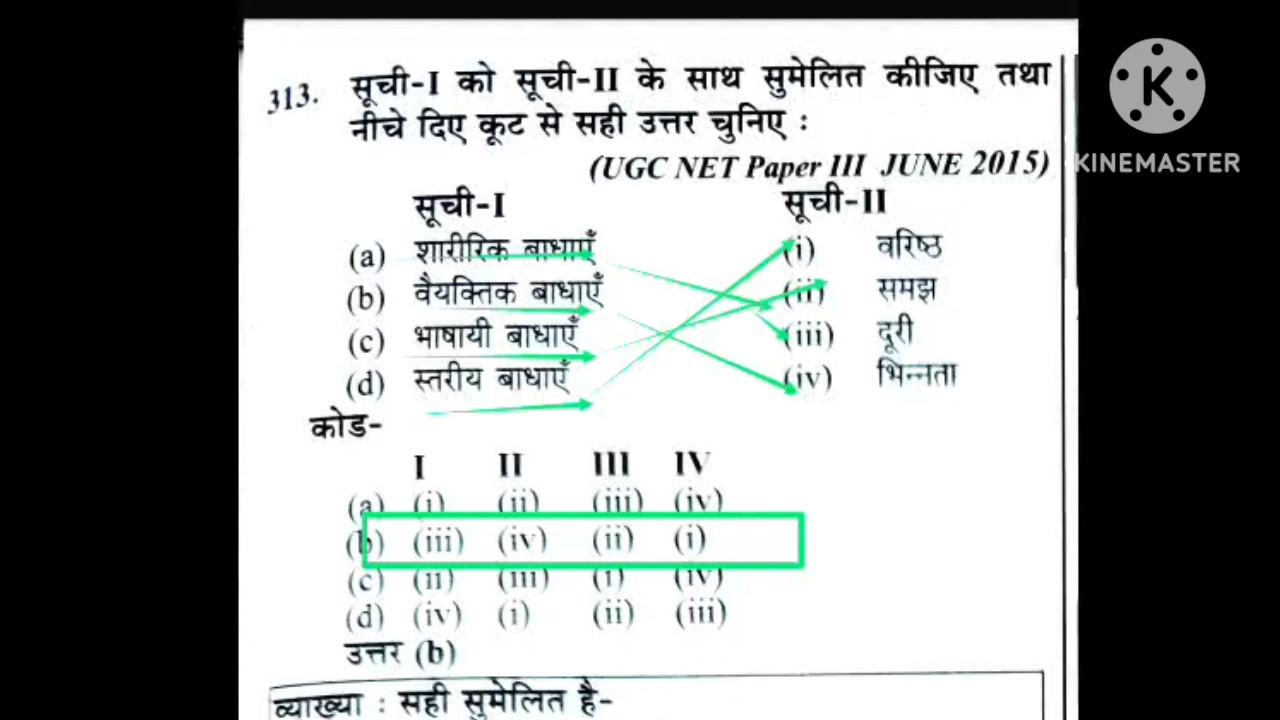 313. सूची-I को सूची-II के साथ सुमेलित कीजिए तथा
नीचे दिए कूट से सही उत्तर चुनिए :
(UGC NET Paper III JUNE 2015)
सूची-I सूची-II
(a) शारीरिक बाधाएँ (i) वरिष्ठ
(b) वैयक्तिक बाधाएँ (ii) समझ
(c) भाषायी बाधाएँ (iii) दूरी
(d) स्तरीय बाधाएँ (iv) भिन्नता
कोड-
I II III IV
(a) (i) (ii) (iii) (iv)
(b) (iii) (iv) (ii) (i)
(c) (ii) (iii) (i) (iv)
(d) (iv) (i) (ii) (iii)
उत्तर (b)
व्याख्या : सही सुमेलित है-
K
KINEMASTER